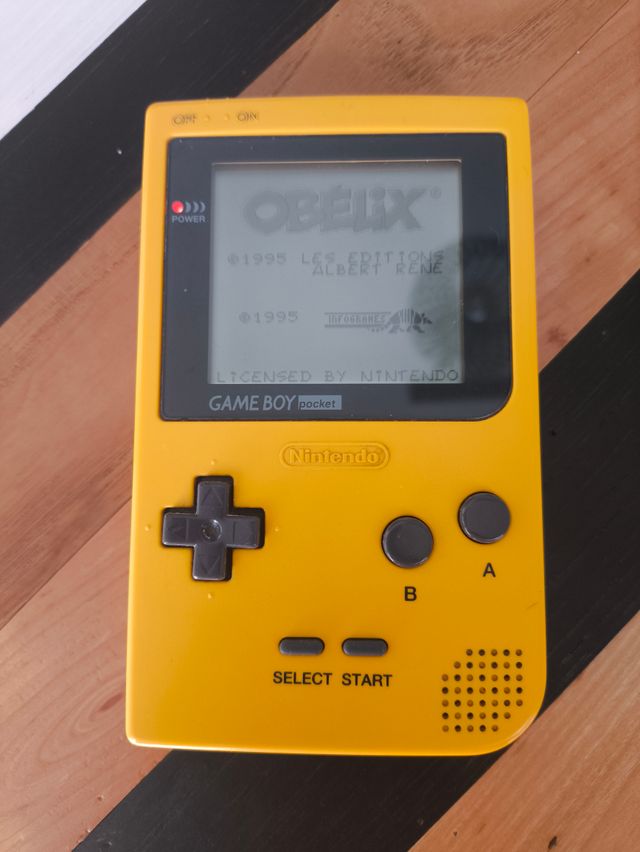 OFF ON
POWER
OBÉLIX®
©1995 LES EDITIONS
ALBERT RENE
©1995 INFOGRAMES
LICENSED BY NINTENDO
GAME BOY pocket
Nintendo
A
B
SELECT START